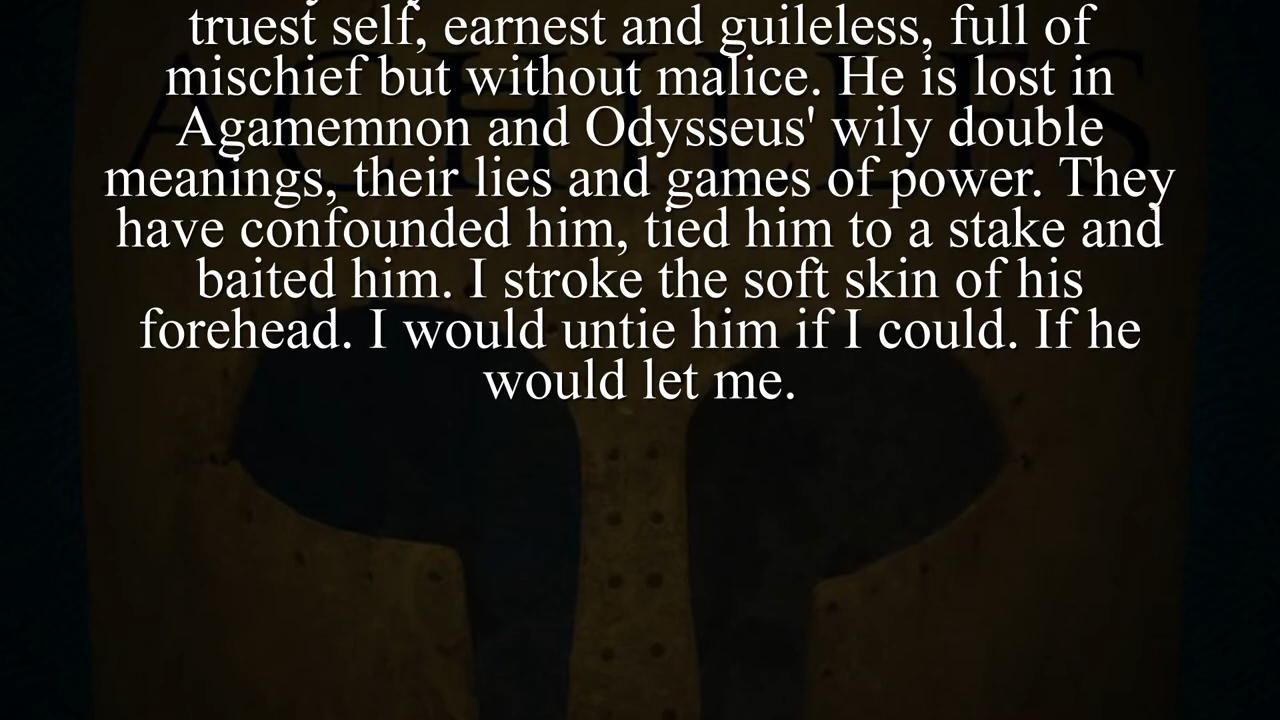 truest self, earnest and guileless, full of
mischief but without malice. He is lost in
Agamemnon and Odysseus' wily double
meanings, their lies and games of power. They
have confounded him, tied him to a stake and
baited him. I stroke the soft skin of his
forehead. I would untie him if I could. If he
would let me.
ACHILLES